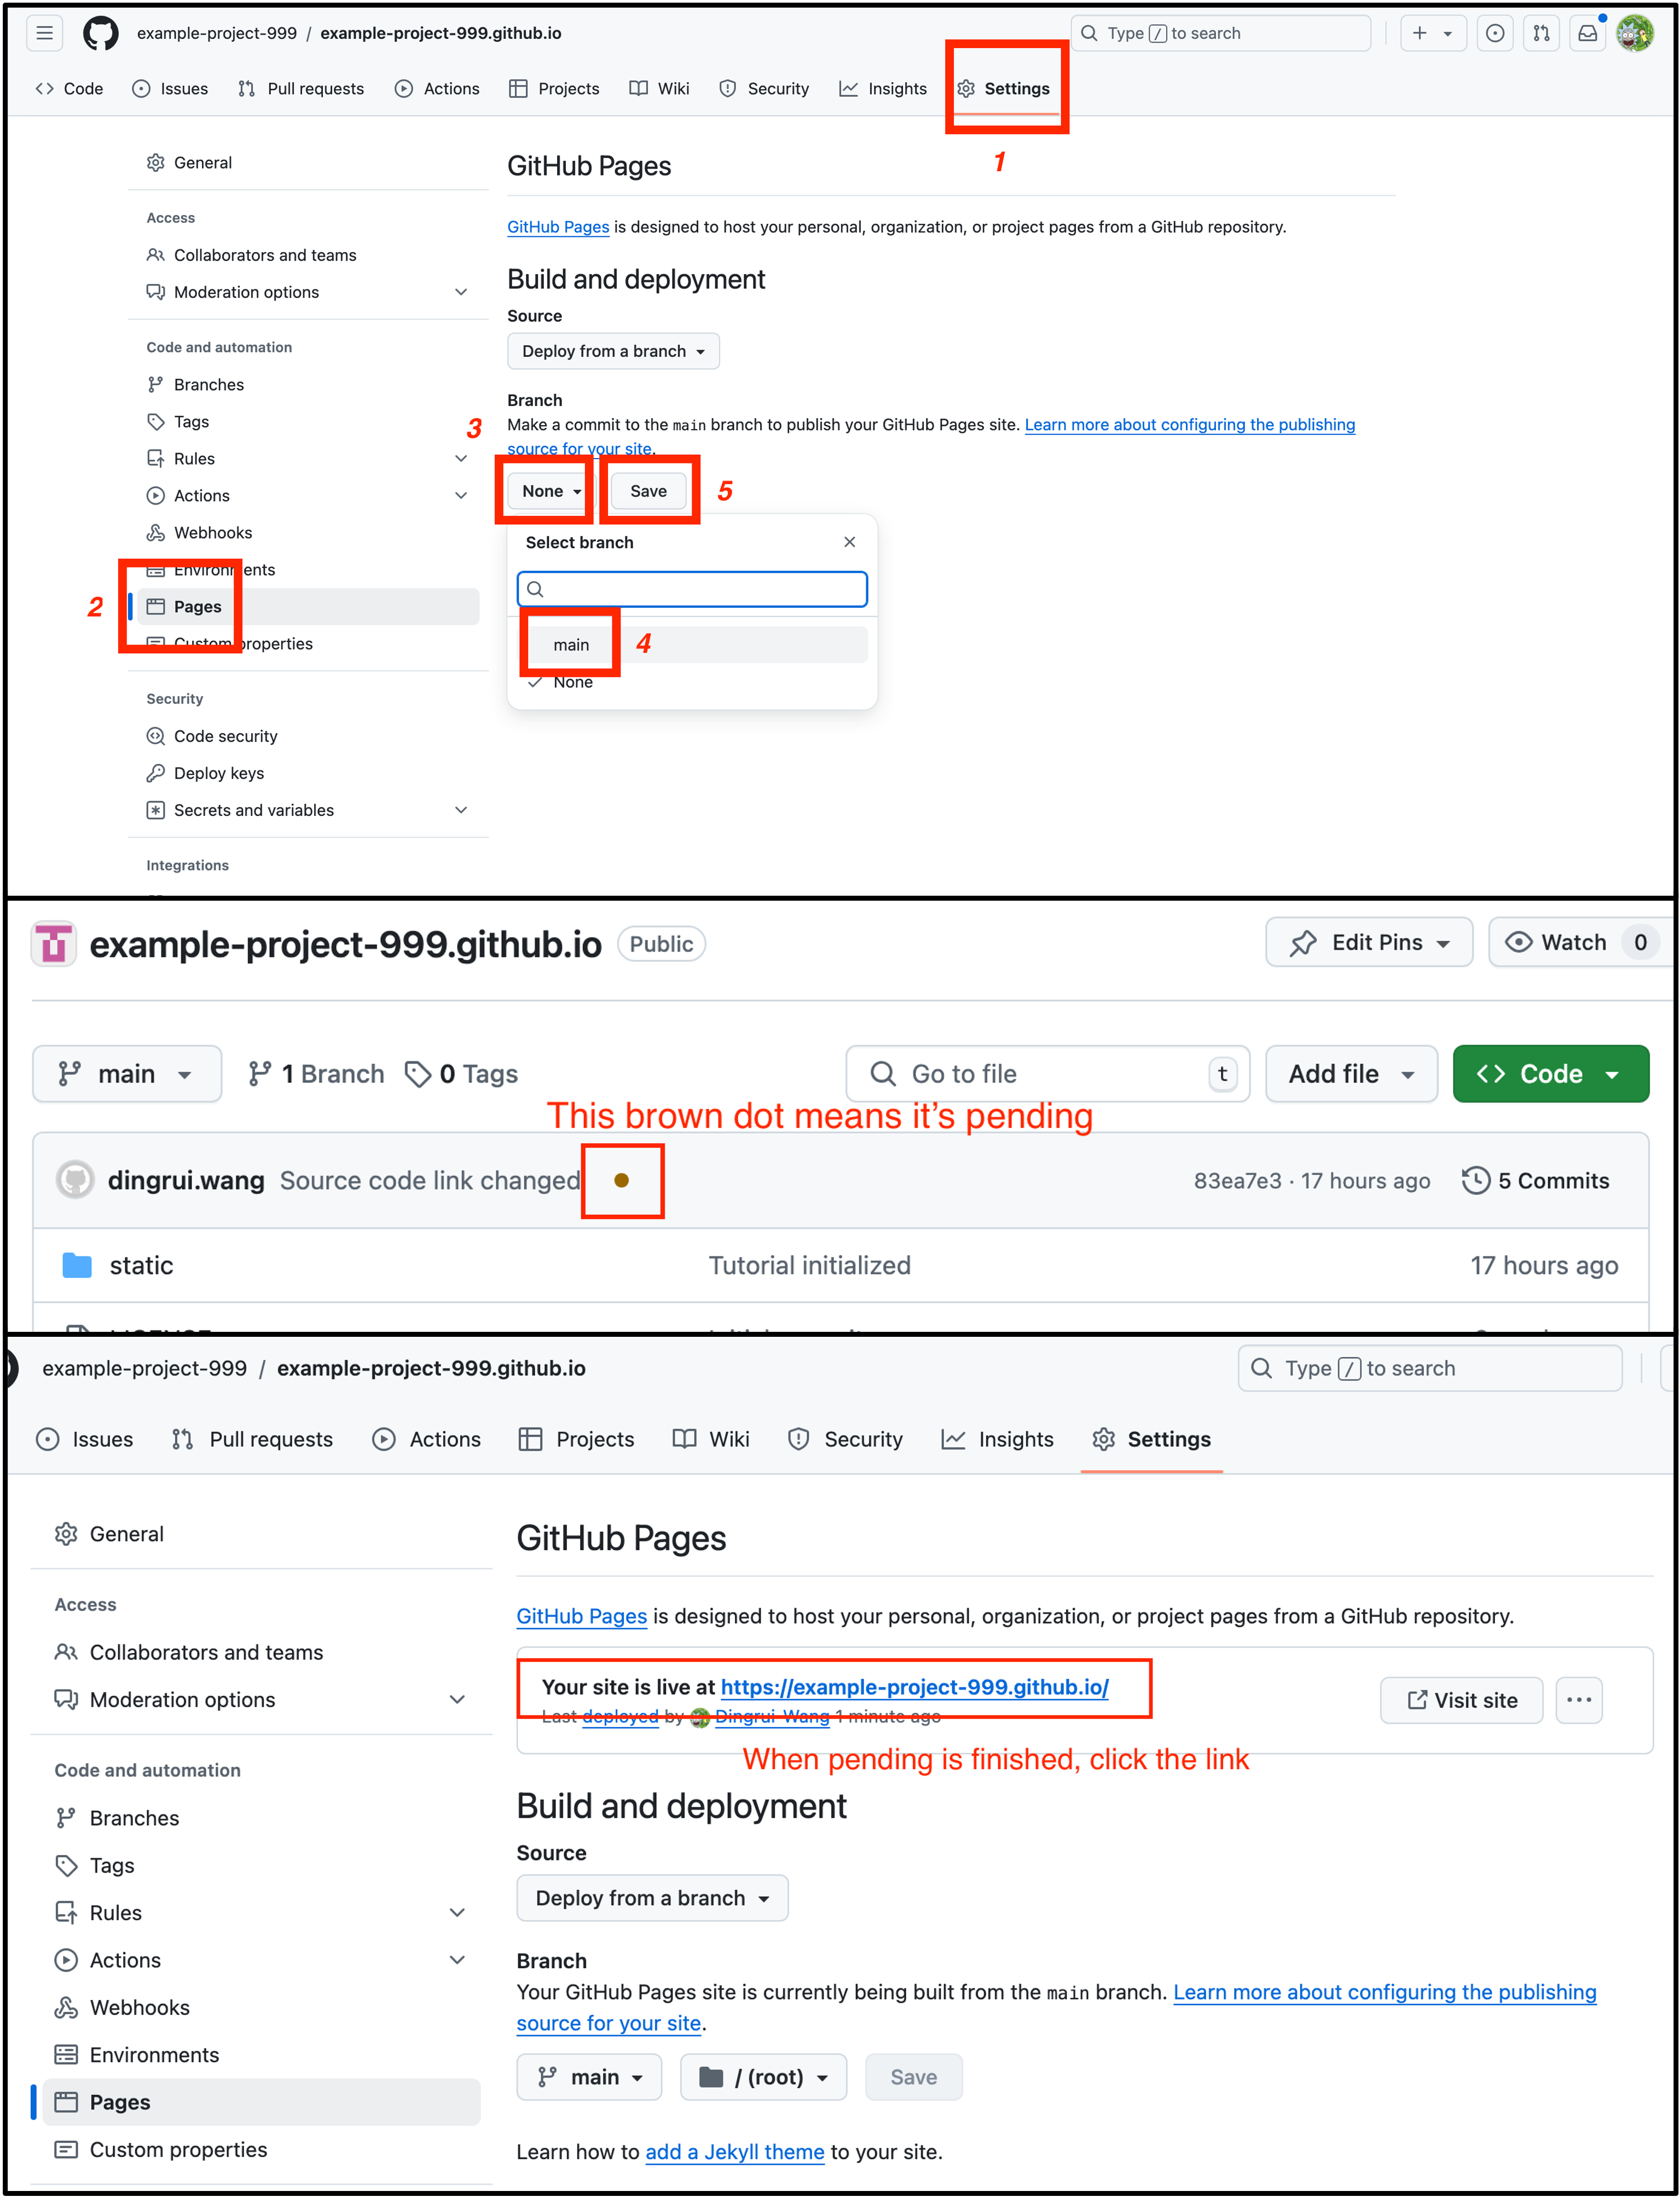 example-project-999 / example-project-999.github.io
Type / to search
Code Issues Pull requests Actions Projects Wiki Security Insights Settings
1
General
Access
Collaborators and teams
Moderation options
Code and automation
Branches
Tags
Rules
Actions
Webhooks
Environments
2
Pages
Custom properties
Security
Code security
Deploy keys
Secrets and variables
Integrations
GitHub Pages
GitHub Pages is designed to host your personal, organization, or project pages from a GitHub repository.
Build and deployment
Source
Deploy from a branch
Branch
3
Make a commit to the main branch to publish your GitHub Pages site. Learn more about configuring the publishing
source for your site.
None Save 5
Select branch
main 4
None
example-project-999.github.io Public
Edit Pins Watch 0
main 1 Branch 0 Tags
Go to file t Add file Code
This brown dot means it's pending
dingrui.wang Source code link changed 83ea7e3 · 17 hours ago 5 Commits
static Tutorial initialized 17 hours ago
example-project-999 / example-project-999.github.io
Type / to search
Issues Pull requests Actions Projects Wiki Security Insights Settings
General
Access
Collaborators and teams
Moderation options
Code and automation
Branches
Tags
Rules
Actions
Webhooks
Environments
Pages
Custom properties
GitHub Pages
GitHub Pages is designed to host your personal, organization, or project pages from a GitHub repository.
Your site is live at https://example-project-999.github.io/
Last deployed by Dingrui-Wang 1 minute ago
Visit site
When pending is finished, click the link
Build and deployment
Source
Deploy from a branch
Branch
Your GitHub Pages site is currently being built from the main branch. Learn more about configuring the publishing
source for your site.
main / (root) Save
Learn how to add a Jekyll theme to your site.